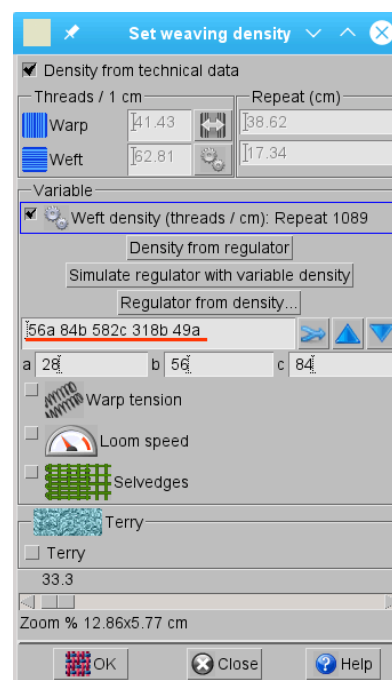 Set weaving density
Density from technical data
Threads / 1 cm Repeat (cm)
Warp 41.43 38.62
Weft 62.81 17.34
Variable
Weft density (threads / cm): Repeat 1089
Density from regulator
Simulate regulator with variable density
Regulator from density...
56a 84b 582c 318b 49a
a 28 b 56 c 84
Warp tension
Loom speed
Selvedges
Terry
Terry
33.3
Zoom % 12.86x5.77 cm
OK Close Help